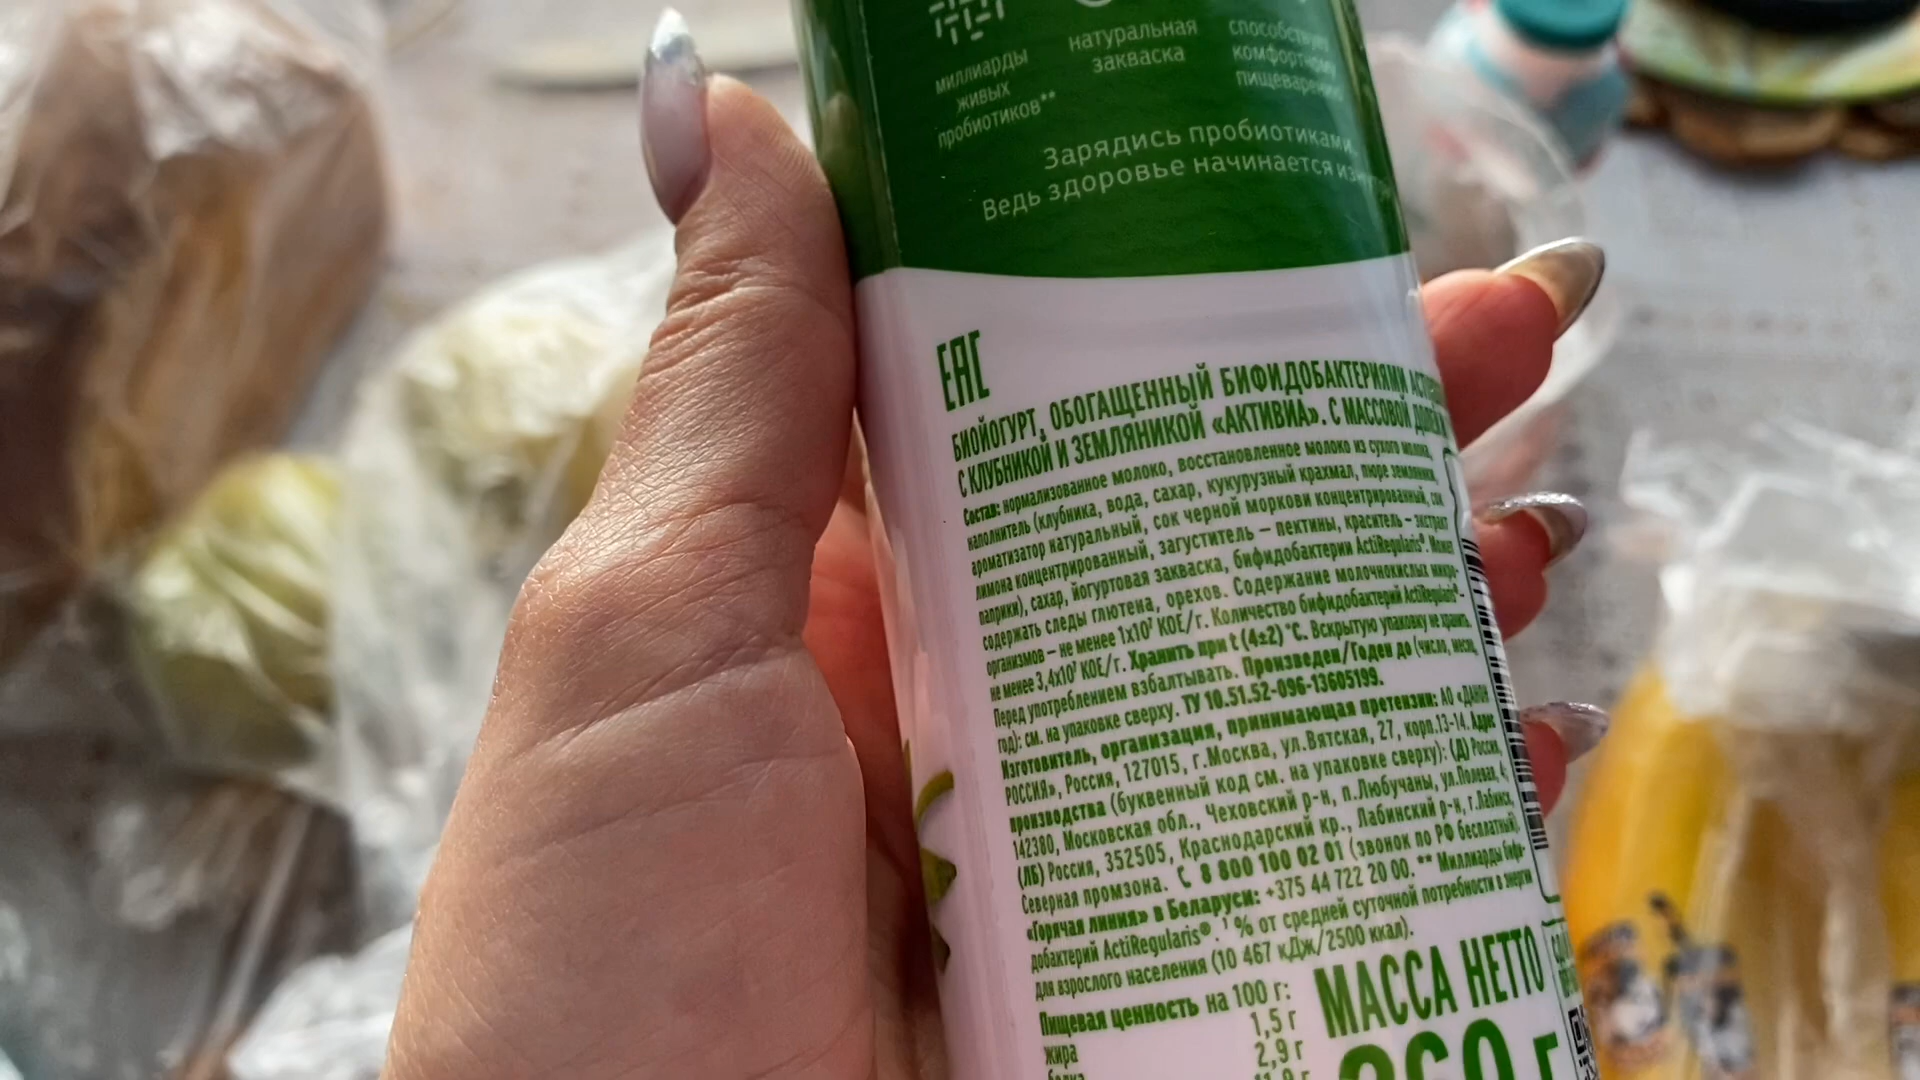 миллиарды
живых
пробиотиков**
натуральная
закваска
способствует
комфортному
пищеварению
Зарядись пробиотиками,
Ведь здоровье начинается
ЕАС
БИОЙОГУРТ, ОБОГАЩЕННЫЙ БИФИДОБАКТЕРИЯМИ
С КЛУБНИКОЙ И ЗЕМЛЯНИКОЙ «АКТИВИА». С МАССОВОЙ ДОЛЕЙ
Состав: нормализованное молоко, восстановленное молоко из сухого молока,
наполнитель (клубника, вода, сахар, кукурузный крахмал, пюре земляники,
ароматизатор натуральный, сок черной моркови концентрированный, сок
лимона концентрированный, загуститель – пектины, краситель – экстракт
паприки), сахар, йогуртовая закваска, бифидобактерии ActiRegularis®. Может
содержать следы глютена, орехов. Содержание молочнокислых микро-
организмов – не менее 1x10⁷ КОЕ/г. Количество бифидобактерий ActiRegularis® –
не менее 3,4x10⁷ КОЕ/г. Хранить при t (4±2) °С. Вскрытую упаковку не хранить.
Перед употреблением взбалтывать. Произведен/Годен до (число, месяц,
год): см. на упаковке сверху. ТУ 10.51.52-096-13605199.
Изготовитель, организация, принимающая претензии: АО «ДАНОН
РОССИЯ», Россия, 127015, г.Москва, ул.Вятская, 27, корп.13-14. Адрес
производства (буквенный код см. на упаковке сверху): (Д) Россия,
142380, Московская обл., Чеховский р-н, п.Любучаны, ул.Полевая, 4,
(ЛБ) Россия, 352505, Краснодарский кр., Лабинский р-н, г.Лабинск,
Северная промзона. С 8 800 100 02 01 (звонок по РФ бесплатный).
«Горячая линия» в Беларуси: +375 44 722 20 00. ** Миллиарды бифи-
добактерий ActiRegularis®. ¹ % от средней суточной потребности в энергии
для взрослого населения (10 467 кДж/2500 ккал).
Пищевая ценность на 100 г:
жира 1,5 г
белка 2,9 г
11,9 г
МАССА НЕТТО
260 г